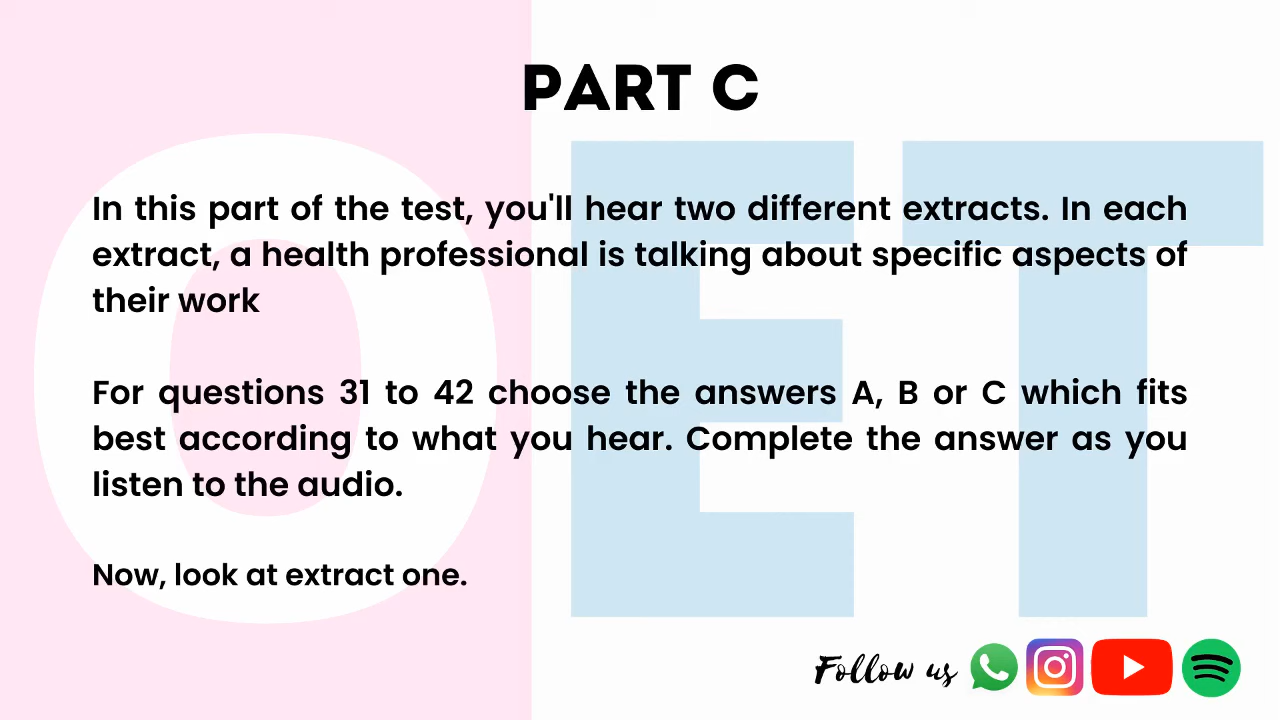 PART C
In this part of the test, you'll hear two different extracts. In each
extract, a health professional is talking about specific aspects of
their work
For questions 31 to 42 choose the answers A, B or C which fits
best according to what you hear. Complete the answer as you
listen to the audio.
Now, look at extract one.
OET
Follow us